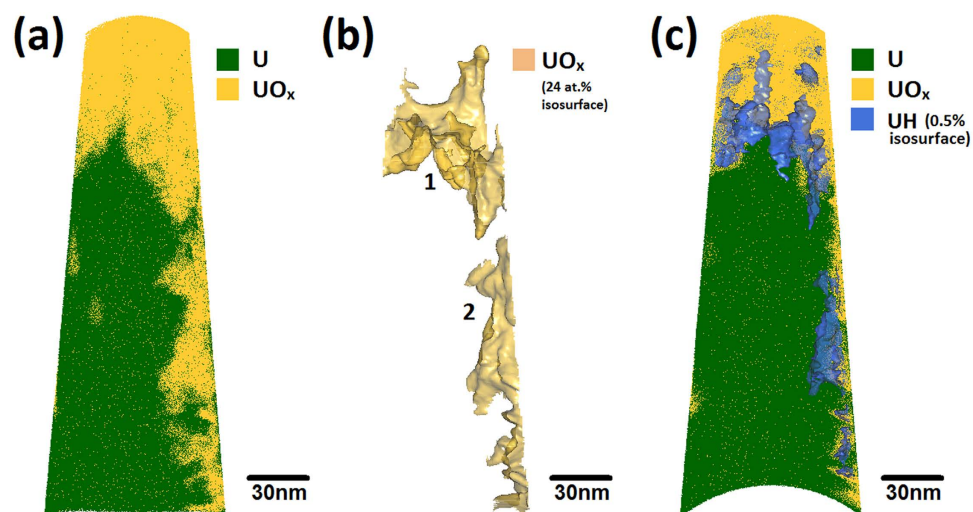 (a)
U
UOₓ
30nm
(b)
UOₓ
(24 at.%
isosurface)
1
2
30nm
(c)
U
UOₓ
UH (0.5%
isosurface)
30nm